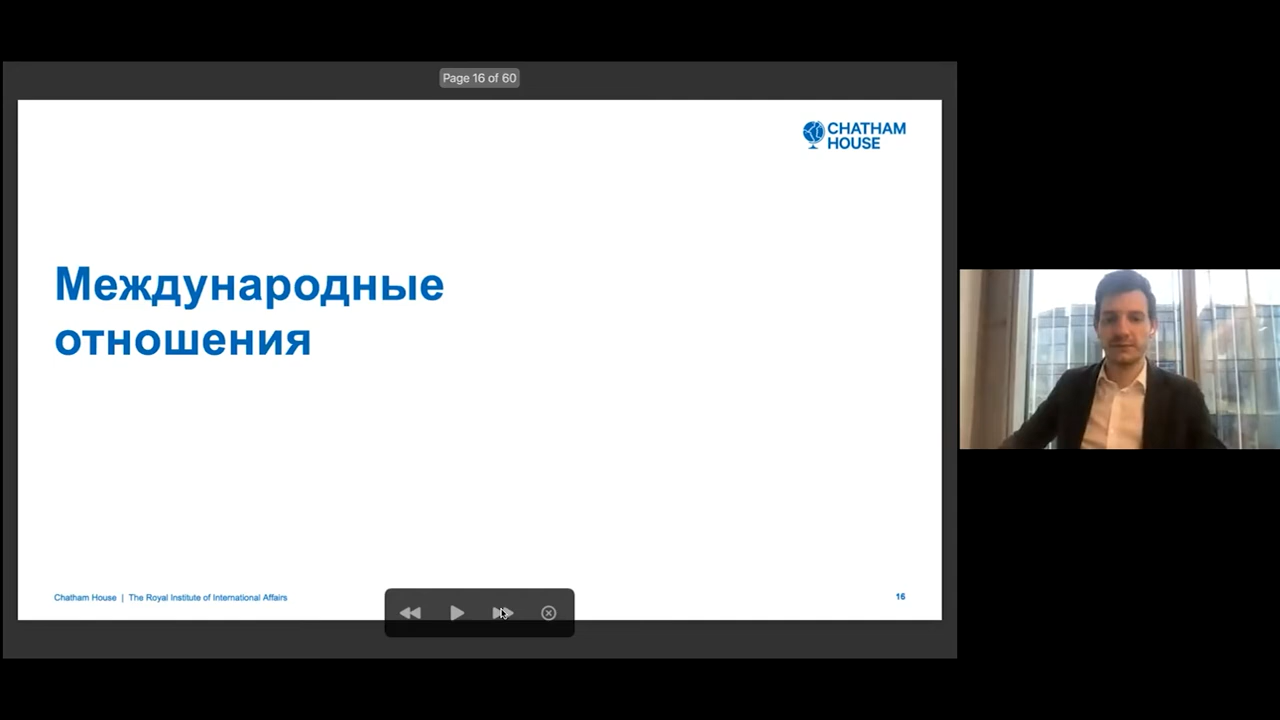 Page 16 of 60
CHATHAM
HOUSE
Международные
отношения
Chatham House | The Royal Institute of International Affairs
16